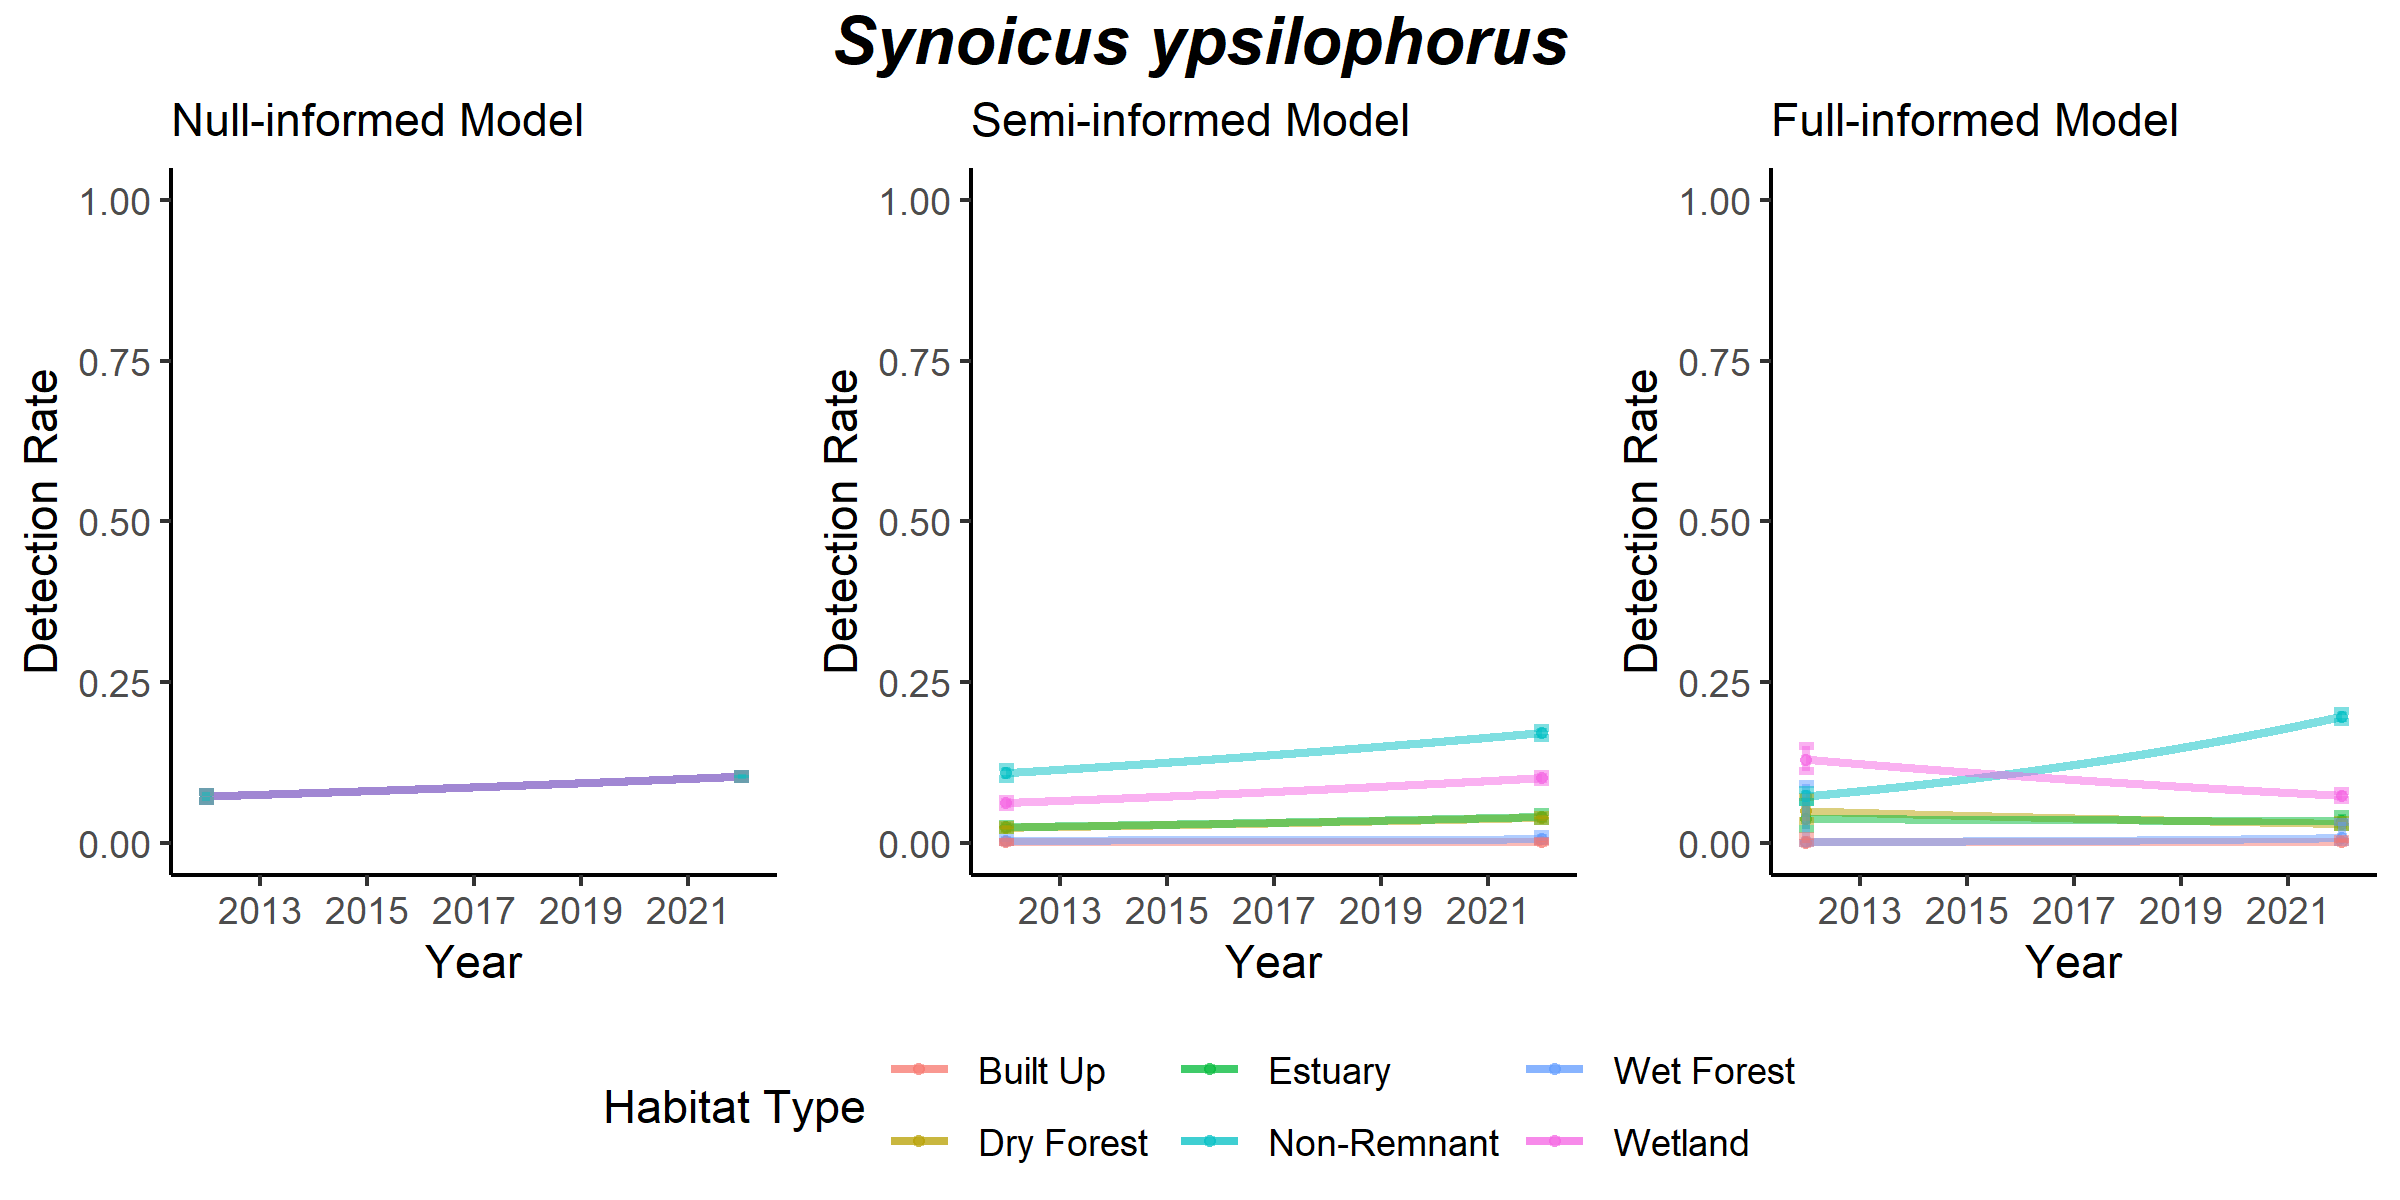 Synoicus ypsilophorus
Null-informed Model
Semi-informed Model
Full-informed Model
Detection Rate
1.00
0.75
0.50
0.25
0.00
2013 2015 2017 2019 2021
Year
Detection Rate
1.00
0.75
0.50
0.25
0.00
2013 2015 2017 2019 2021
Year
Detection Rate
1.00
0.75
0.50
0.25
0.00
2013 2015 2017 2019 2021
Year
Habitat Type
Built Up
Estuary
Wet Forest
Dry Forest
Non-Remnant
Wetland